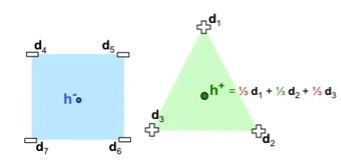 d₁
d₄ d₅
h⁻
h⁺ = ⅓ d₁ + ⅓ d₂ + ⅓ d₃
d₃
d₂
d₇ d₆